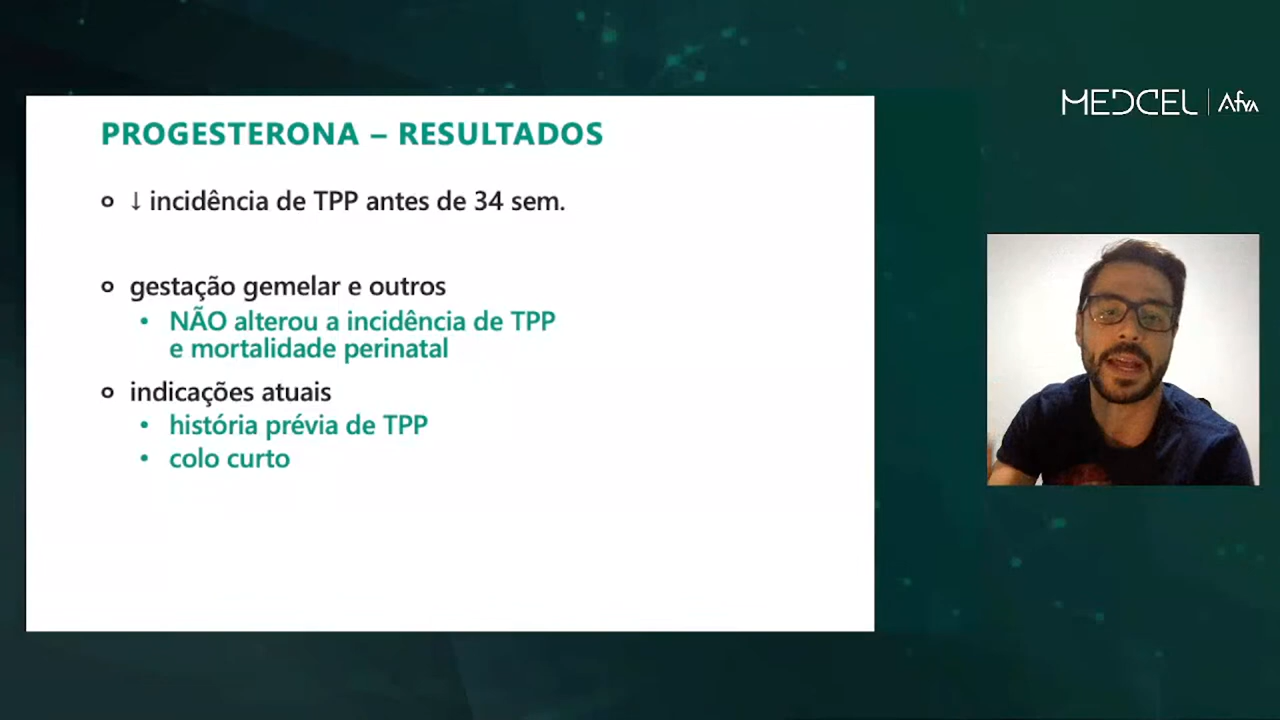 MEDCEL | Afya
PROGESTERONA – RESULTADOS
↓ incidência de TPP antes de 34 sem.
gestação gemelar e outros
• NÃO alterou a incidência de TPP
e mortalidade perinatal
indicações atuais
• história prévia de TPP
• colo curto